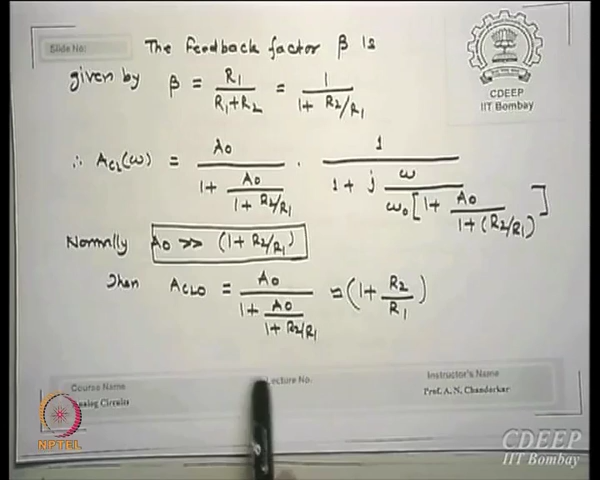 Slide No:
The Feedback factor β is
given by β = R1/(R1+R2) = 1/(1+R2/R1)
CDEEP
IIT Bombay
∴ ACL(ω) = A0/(1+A0/(1+R2/R1)) · 1/(1+j ω/(ω0[1+A0/(1+(R2/R1))]))
Normally A0 >> (1+R2/R1)
Then ACL0 = A0/(1+A0/(1+R2/R1)) ≈ (1+R2/R1)
Course Name
Lecture No.
Instructor's Name
Analog Circuits
Prof. A. N. Chandorkar
NPTEL
CDEEP
IIT Bombay